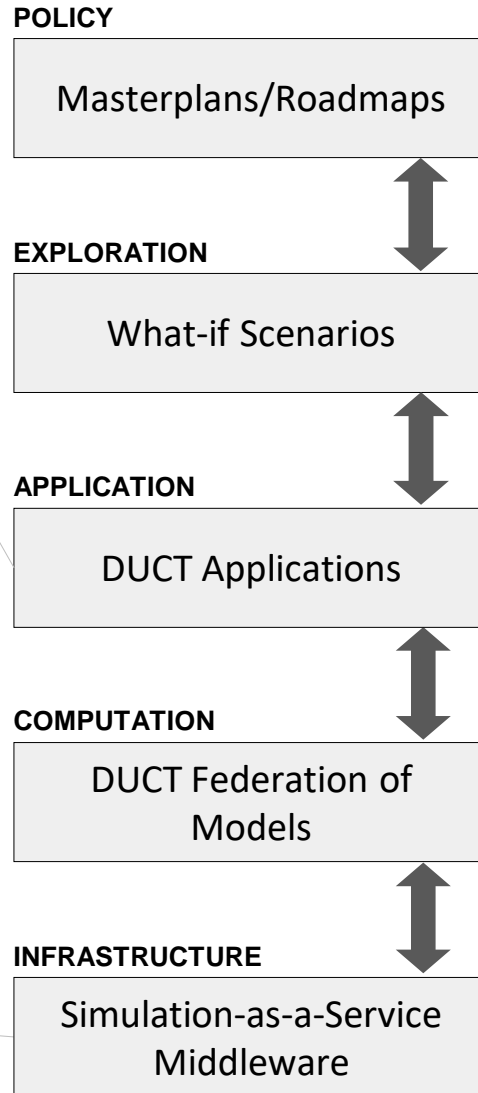 POLICY
Masterplans/Roadmaps
EXPLORATION
What-if Scenarios
APPLICATION
DUCT Applications
COMPUTATION
DUCT Federation of
Models
INFRASTRUCTURE
Simulation-as-a-Service
Middleware